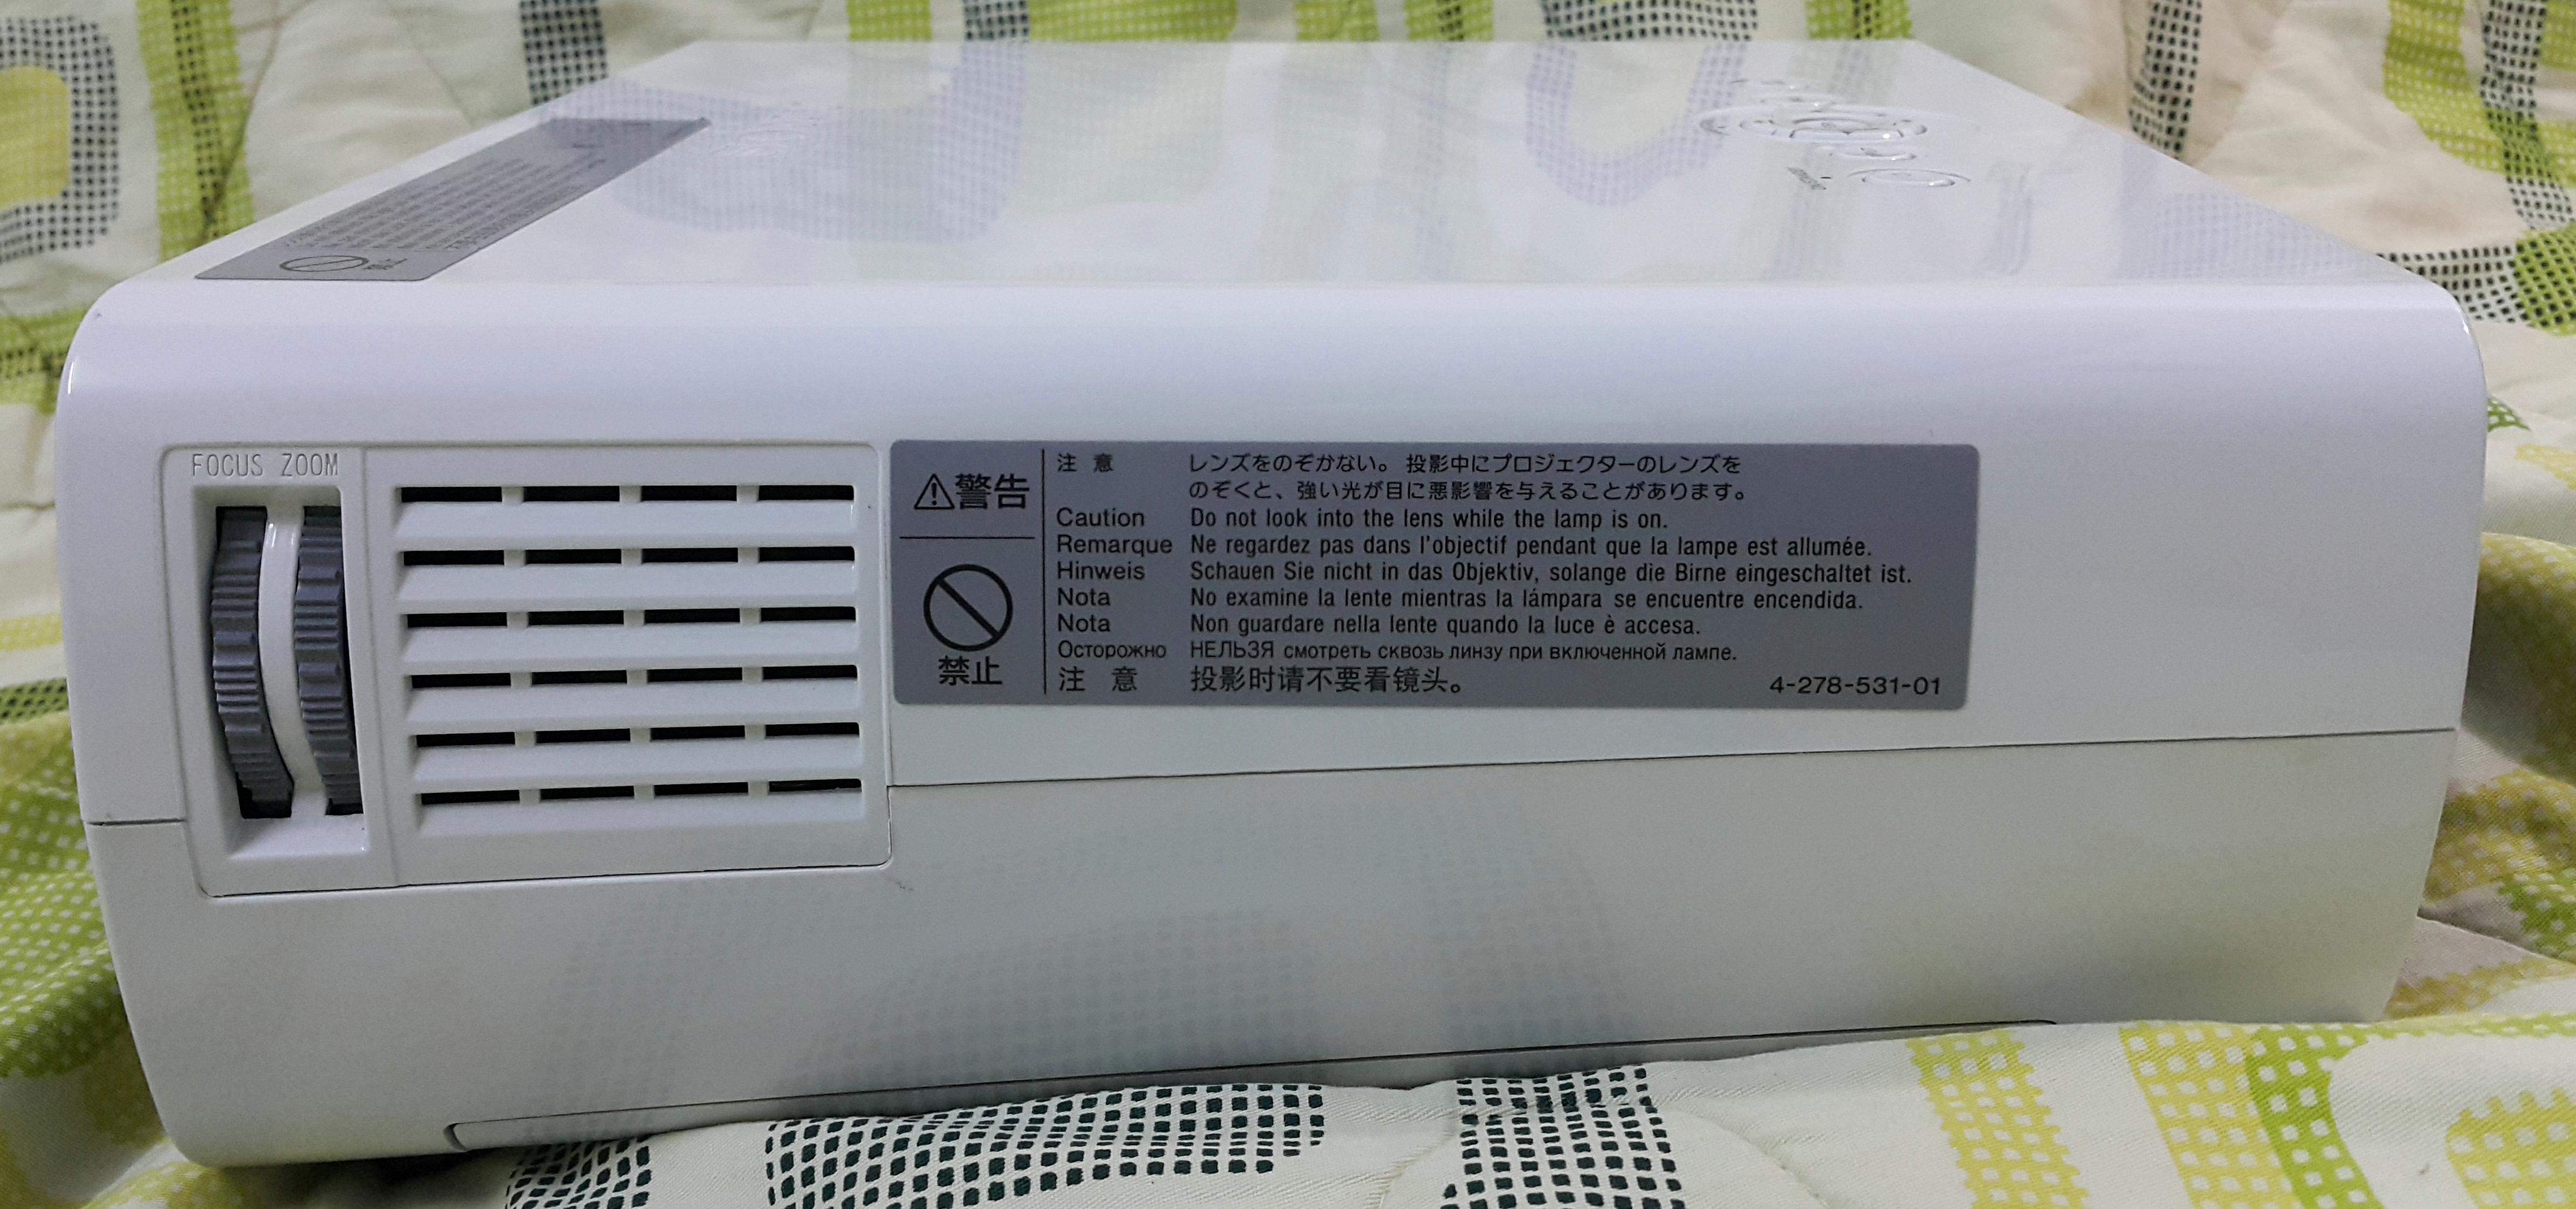 FOCUS ZOOM
警告
禁止
注 意 レンズをのぞかない。 投影中にプロジェクターのレンズを
のぞくと、強い光が目に悪影響を与えることがあります。
Caution Do not look into the lens while the lamp is on.
Remarque Ne regardez pas dans l'objectif pendant que la lampe est allumée.
Hinweis Schauen Sie nicht in das Objektiv, solange die Birne eingeschaltet ist.
Nota No examine la lente mientras la lámpara se encuentre encendida.
Nota Non guardare nella lente quando la luce è accesa.
Осторожно НЕЛЬЗЯ смотреть сквозь линзу при включенной лампе.
注 意 投影时请不要看镜头。
4-278-531-01